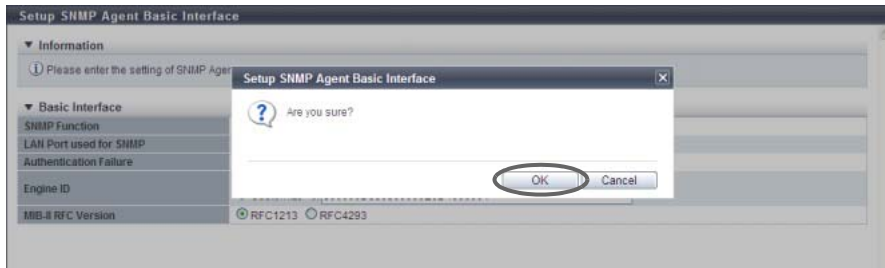 Setup SNMP Agent Basic Interface
▼ Information
Please enter the setting of SNMP Agen
Setup SNMP Agent Basic Interface
Are you sure?
OK Cancel
▼ Basic Interface
SNMP Function
LAN Port used for SNMP
Authentication Failure
Engine ID
MIB-II RFC Version RFC1213 RFC4293